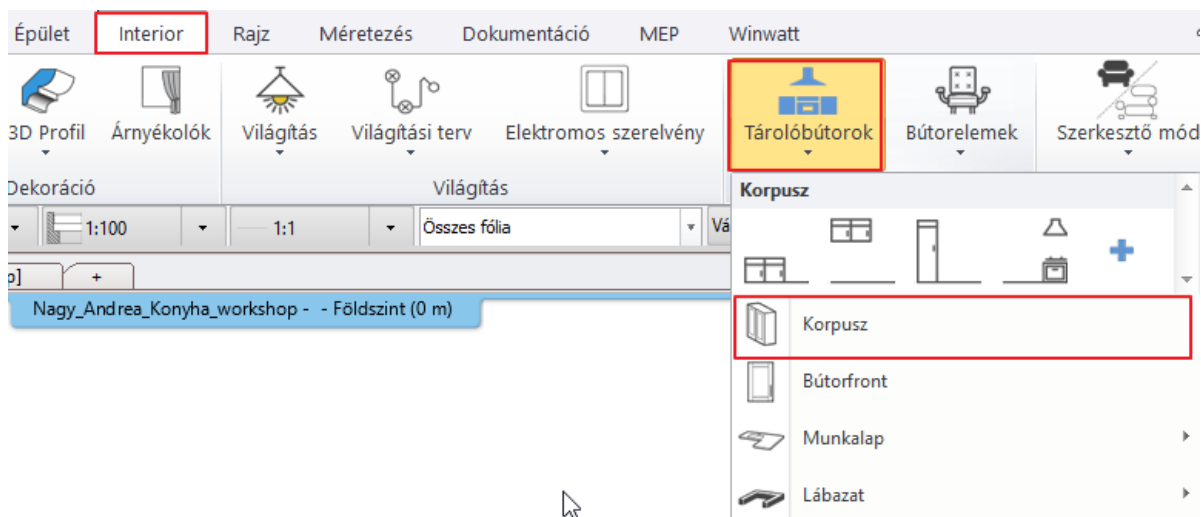 Épület Interior Rajz Méretezés Dokumentáció MEP Winwatt
3D Profil Árnyékolók Világítás Világítási terv Elektromos szerelvény Tárolóbútorok Bútorelemek Szerkesztő mód
Dekoráció Világítás
Korpusz
1:100 1:1 Összes fólia Vá
o] +
Nagy_Andrea_Konyha_workshop - - Földszint (0 m)
Korpusz
Bútorfront
Munkalap
Lábazat